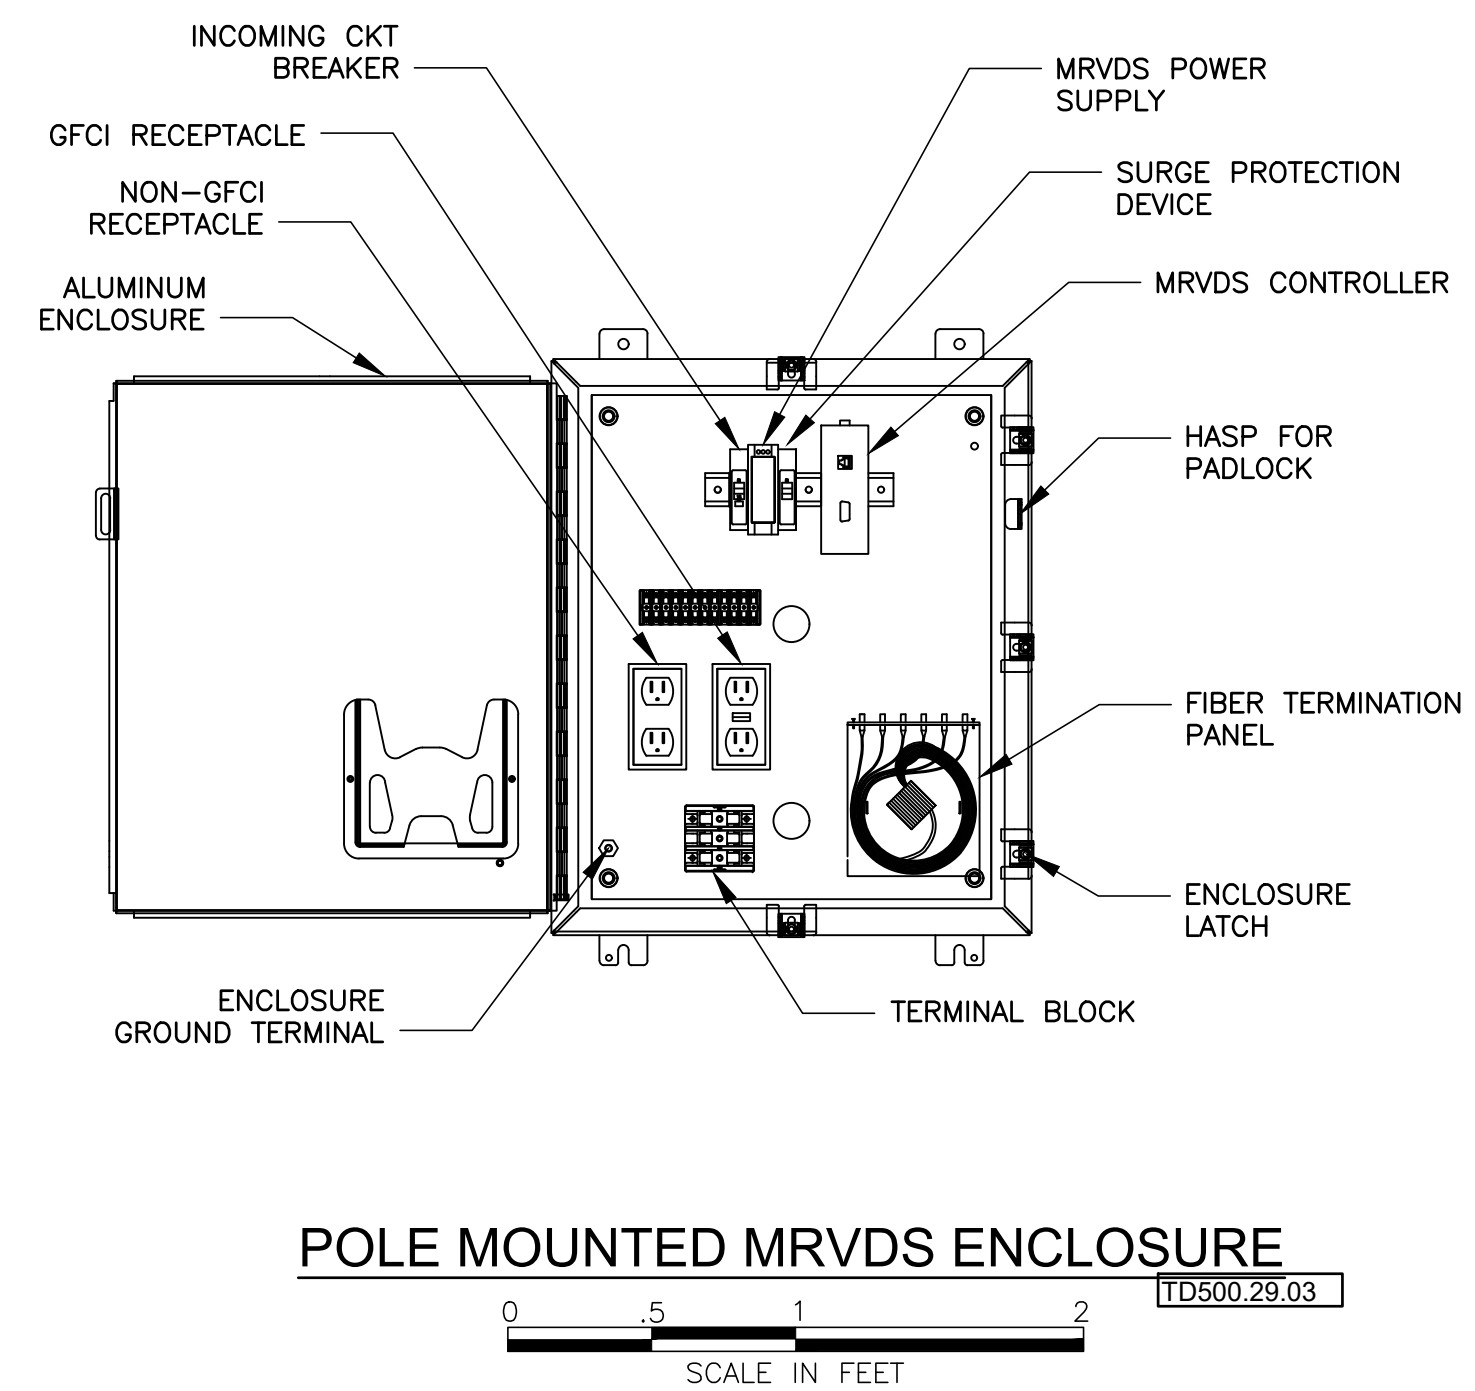 INCOMING CKT
BREAKER
GFCI RECEPTACLE
NON-GFCI
RECEPTACLE
ALUMINUM
ENCLOSURE
MRVDS POWER
SUPPLY
SURGE PROTECTION
DEVICE
MRVDS CONTROLLER
HASP FOR
PADLOCK
FIBER TERMINATION
PANEL
ENCLOSURE
LATCH
ENCLOSURE
GROUND TERMINAL
TERMINAL BLOCK
POLE MOUNTED MRVDS ENCLOSURE
TD500.29.03
0 .5 1 2
SCALE IN FEET